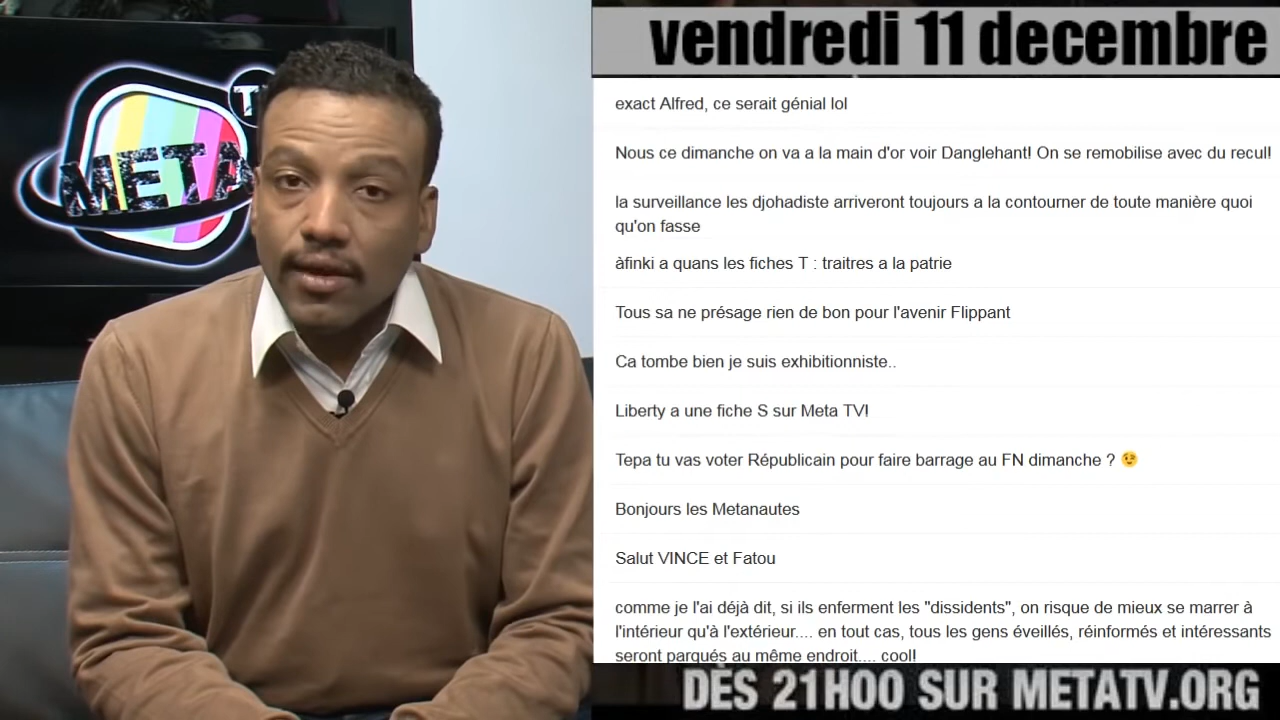 META
T
vendredi 11 decembre
exact Alfred, ce serait génial lol
Nous ce dimanche on va a la main d'or voir Danglehant! On se remobilise avec du recul!
la surveillance les djohadiste arriveront toujours a la contourner de toute manière quoi
qu'on fasse
àfinki a quans les fiches T : traitres a la patrie
Tous sa ne présage rien de bon pour l'avenir Flippant
Ca tombe bien je suis exhibitionniste..
Liberty a une fiche S sur Meta TV!
Tepa tu vas voter Républicain pour faire barrage au FN dimanche ? 😉
Bonjours les Metanautes
Salut VINCE et Fatou
comme je l'ai déjà dit, si ils enferment les "dissidents", on risque de mieux se marrer à
l'intérieur qu'à l'extérieur.... en tout cas, tous les gens éveillés, réinformés et intéressants
seront parqués au même endroit.... cool!
DÈS 21H00 SUR METATV.ORG